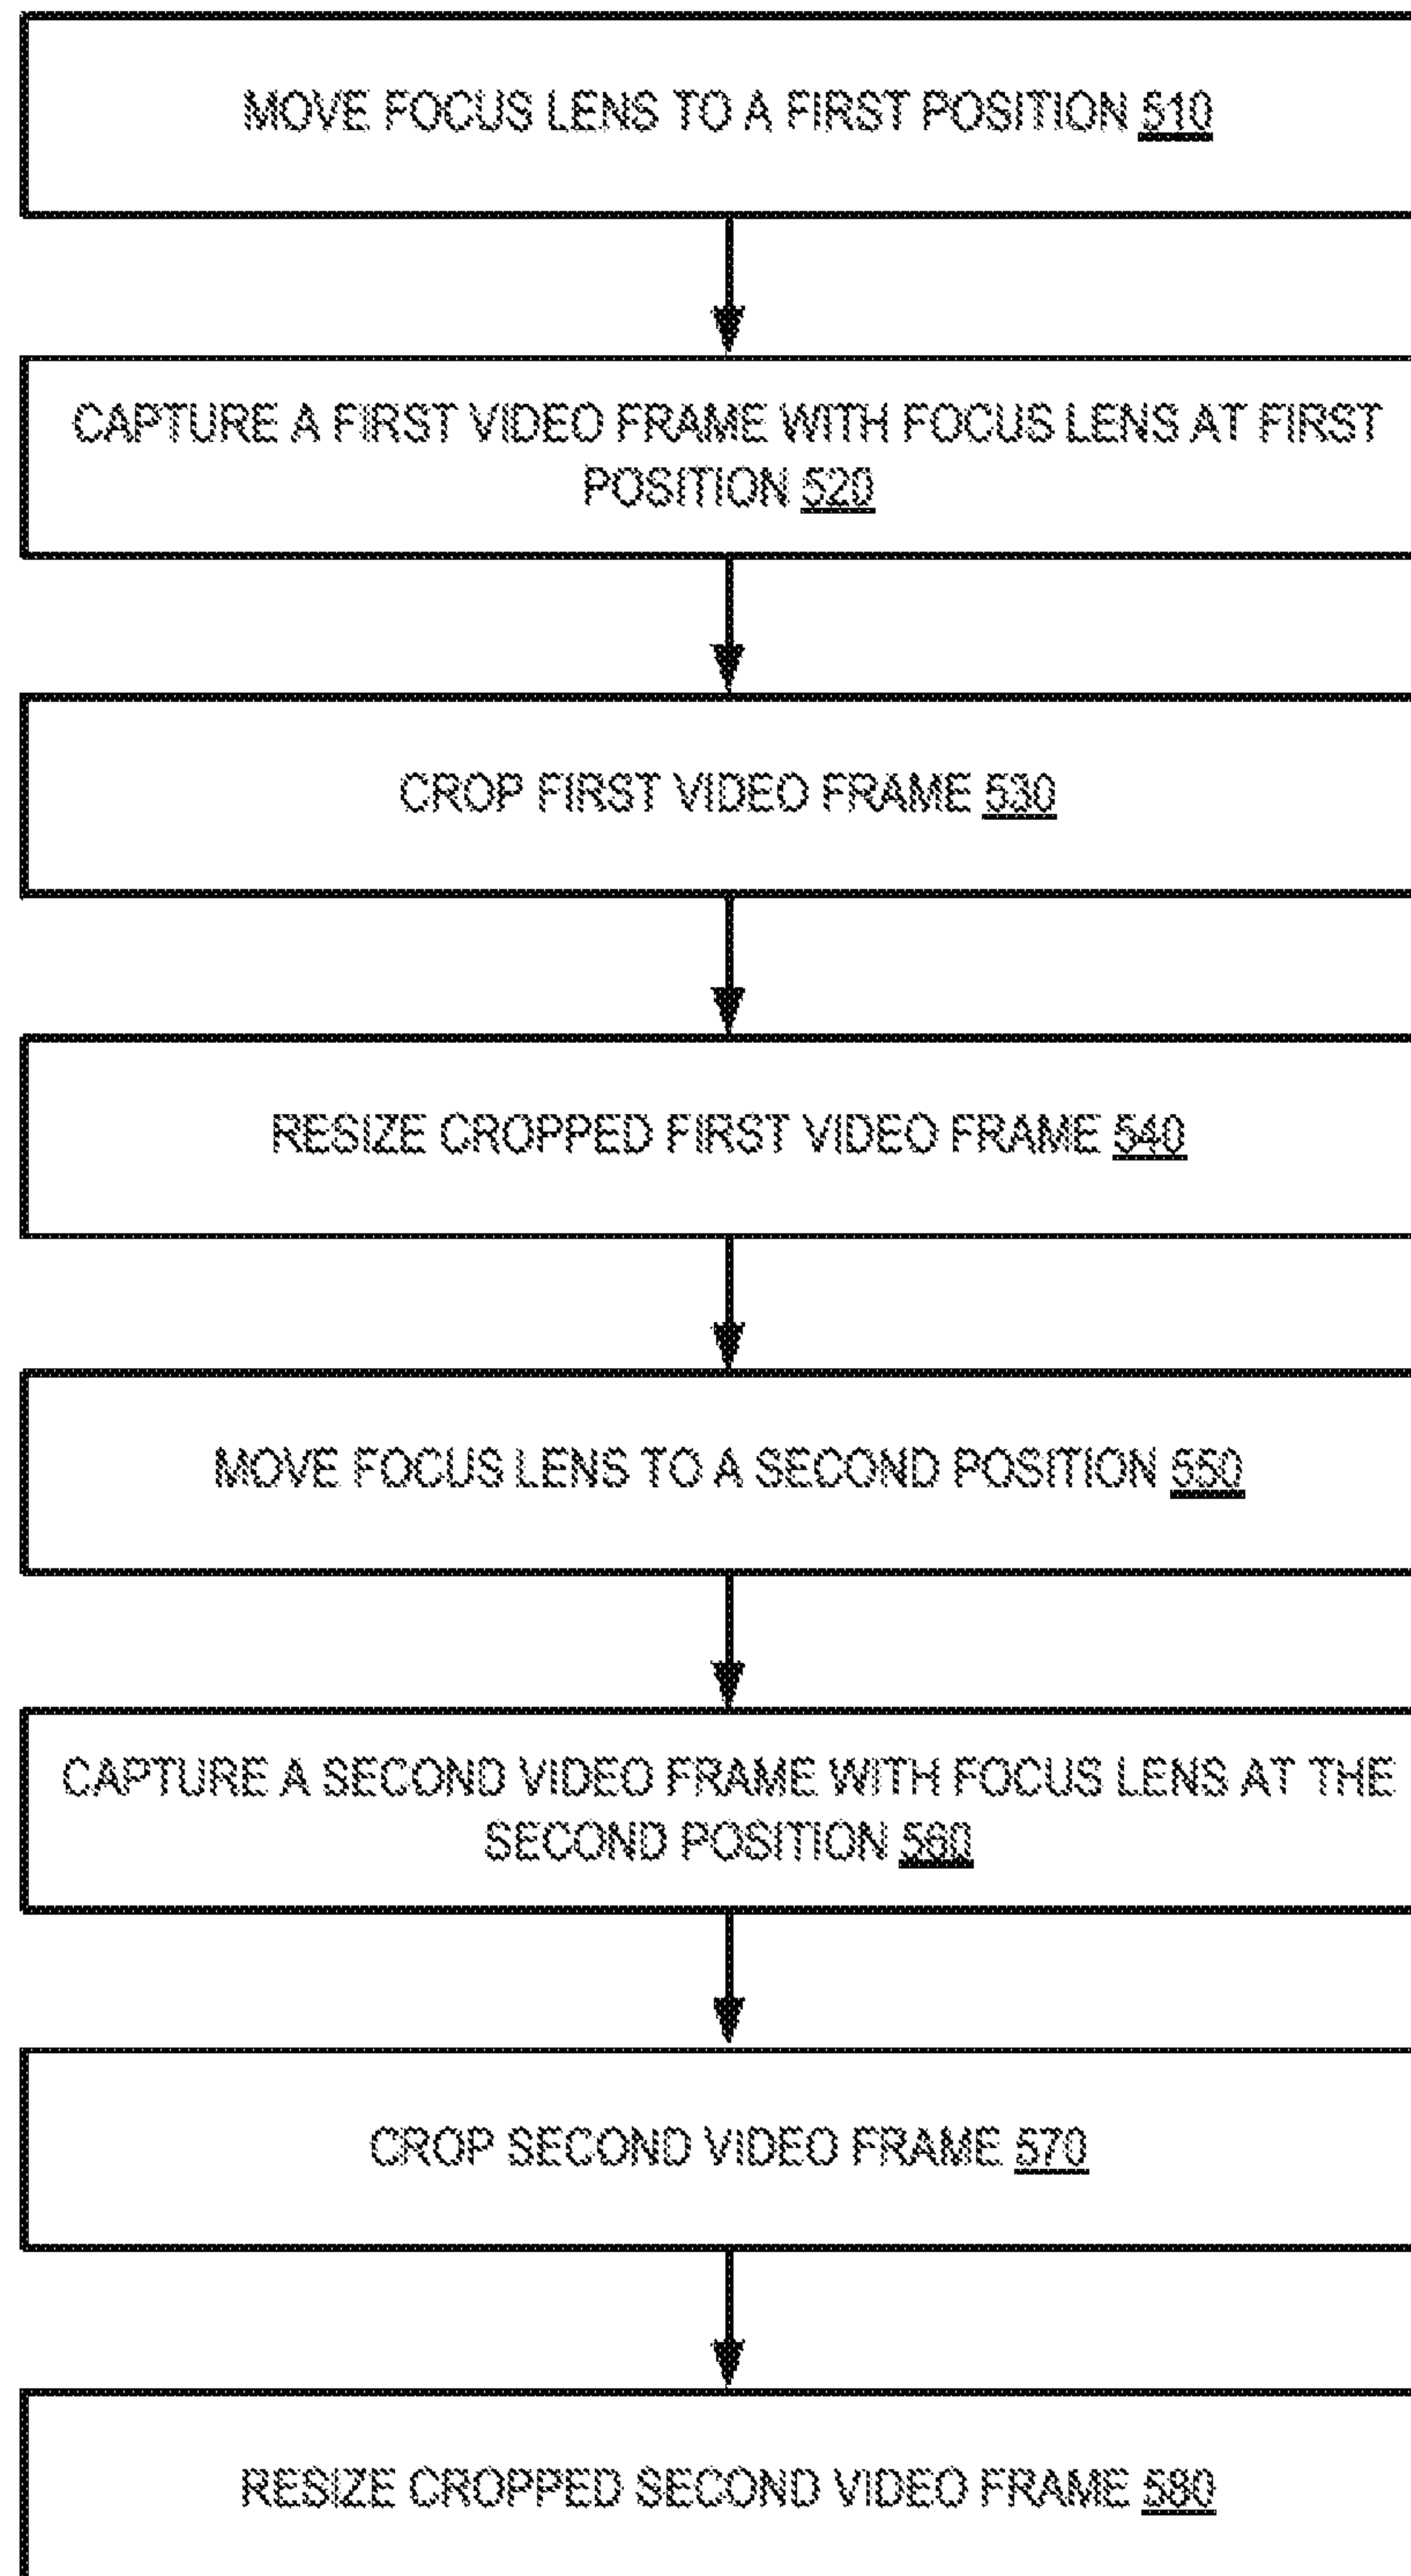 MOVE FOCUS LENS TO A FIRST POSITION 510
CAPTURE A FIRST VIDEO FRAME WITH FOCUS LENS AT FIRST
POSITION 520
CROP FIRST VIDEO FRAME 530
RESIZE CROPPED FIRST VIDEO FRAME 540
MOVE FOCUS LENS TO A SECOND POSITION 550
CAPTURE A SECOND VIDEO FRAME WITH FOCUS LENS AT THE
SECOND POSITION 560
CROP SECOND VIDEO FRAME 570
RESIZE CROPPED SECOND VIDEO FRAME 580